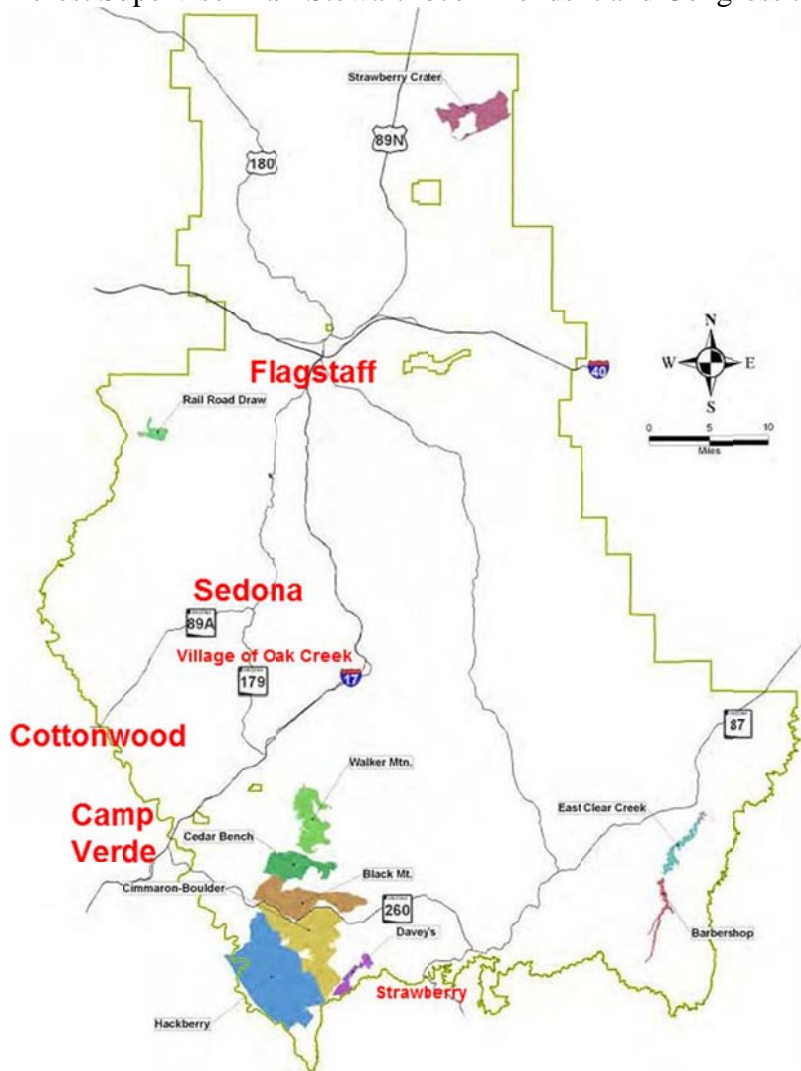 Strawberry Crater
89N
180
N
W E
S
40
0 5 10
Miles
Flagstaff
Rail Road Draw
Sedona
89A
Village of Oak Creek
179
17
Cottonwood
87
Walker Mtn.
East Clear Creek
Camp
Verde
Cedar Bench
Black Mt.
Cimmaron-Boulder
260
Davey's
Barbershop
Strawberry
Hackberry